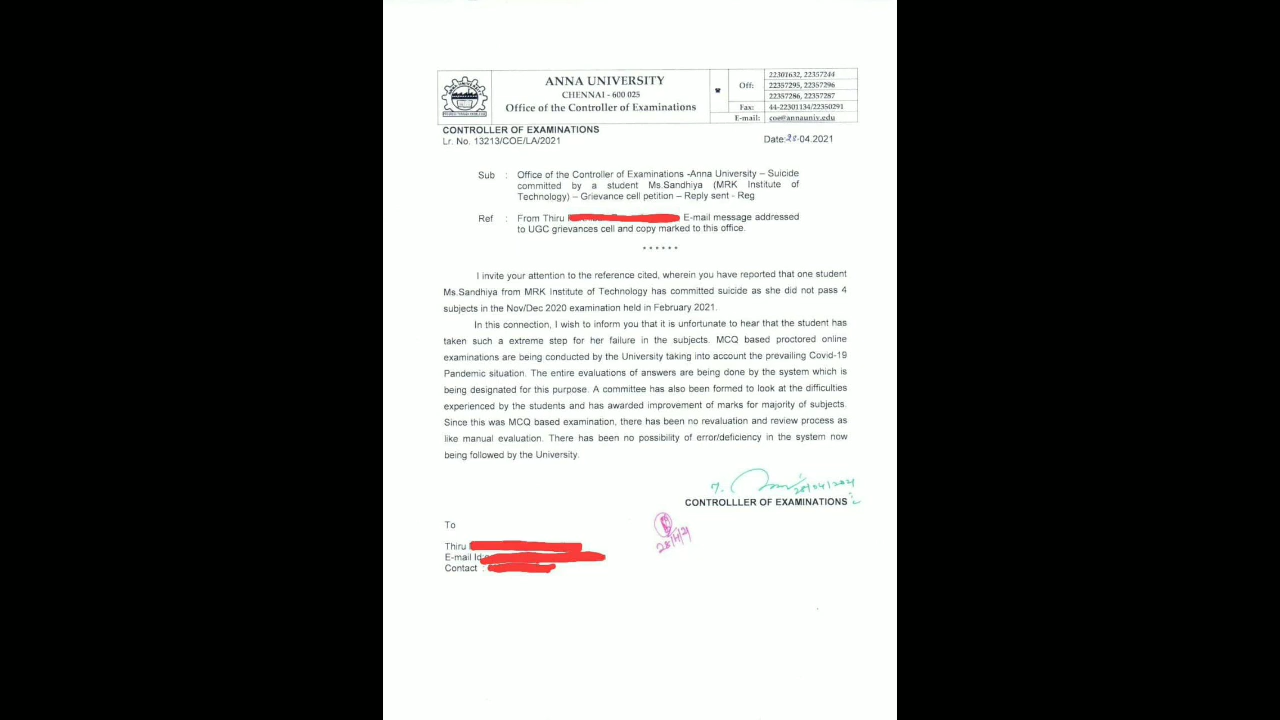 ANNA UNIVERSITY
CHENNAI - 600 025
Office of the Controller of Examinations
Off:
22301632, 22357244
22357295, 22357296
22357286, 22357287
Fax: 44-22301134/22350291
E-mail: coe@annauniv.edu
CONTROLLER OF EXAMINATIONS
Lr. No. 13213/COE/LA/2021
Date:28-04.2021
Sub : Office of the Controller of Examinations -Anna University – Suicide
committed by a student Ms.Sandhiya (MRK Institute of
Technology) – Grievance cell petition – Reply sent - Reg
Ref : From Thiru E-mail message addressed
to UGC grievances cell and copy marked to this office.
******
I invite your attention to the reference cited, wherein you have reported that one student
Ms.Sandhiya from MRK Institute of Technology has committed suicide as she did not pass 4
subjects in the Nov/Dec 2020 examination held in February 2021.
In this connection, I wish to inform you that it is unfortunate to hear that the student has
taken such a extreme step for her failure in the subjects. MCQ based proctored online
examinations are being conducted by the University taking into account the prevailing Covid-19
Pandemic situation. The entire evaluations of answers are being done by the system which is
being designated for this purpose. A committee has also been formed to look at the difficulties
experienced by the students and has awarded improvement of marks for majority of subjects.
Since this was MCQ based examination, there has been no revaluation and review process as
like manual evaluation. There has been no possibility of error/deficiency in the system now
being followed by the University.
28/04/2021
CONTROLLLER OF EXAMINATIONS
28/4/21
To
Thiru
E-mail Id:
Contact :